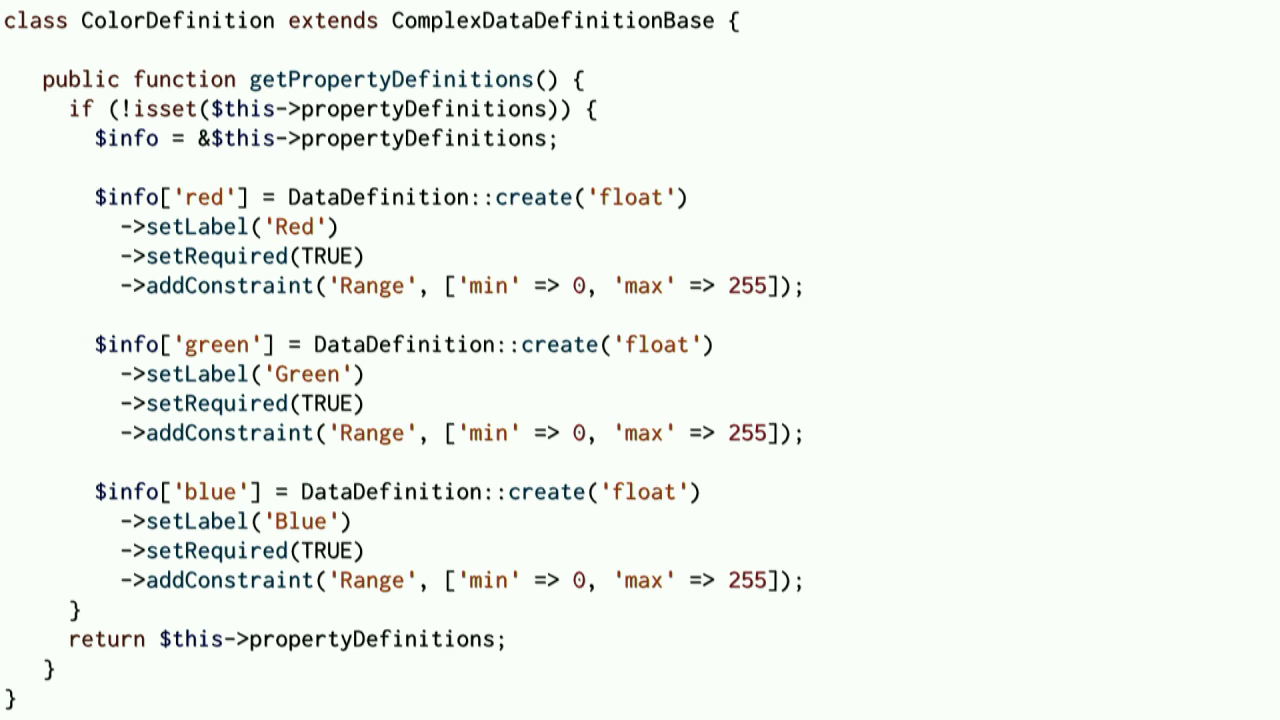 class ColorDefinition extends ComplexDataDefinitionBase {
public function getPropertyDefinitions() {
if (!isset($this->propertyDefinitions)) {
$info = &$this->propertyDefinitions;
$info['red'] = DataDefinition::create('float')
->setLabel('Red')
->setRequired(TRUE)
->addConstraint('Range', ['min' => 0, 'max' => 255]);
$info['green'] = DataDefinition::create('float')
->setLabel('Green')
->setRequired(TRUE)
->addConstraint('Range', ['min' => 0, 'max' => 255]);
$info['blue'] = DataDefinition::create('float')
->setLabel('Blue')
->setRequired(TRUE)
->addConstraint('Range', ['min' => 0, 'max' => 255]);
}
return $this->propertyDefinitions;
}
}